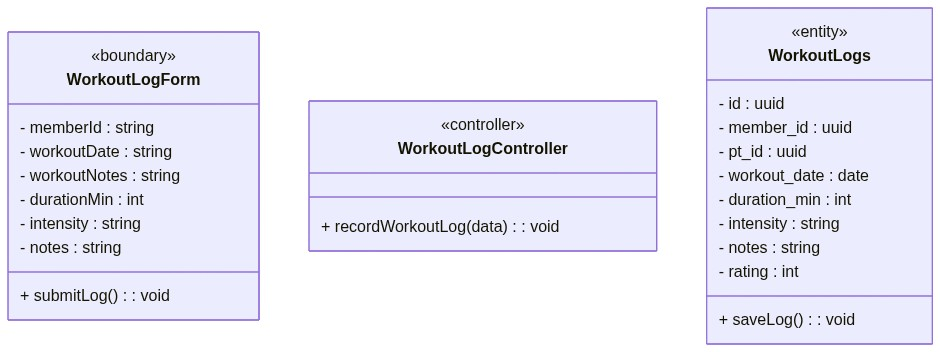 «boundary»
WorkoutLogForm
- memberId : string
- workoutDate : string
- workoutNotes : string
- durationMin : int
- intensity : string
- notes : string
+ submitLog() : : void
«controller»
WorkoutLogController
+ recordWorkoutLog(data) : : void
«entity»
WorkoutLogs
- id : uuid
- member_id : uuid
- pt_id : uuid
- workout_date : date
- duration_min : int
- intensity : string
- notes : string
- rating : int
+ saveLog() : : void